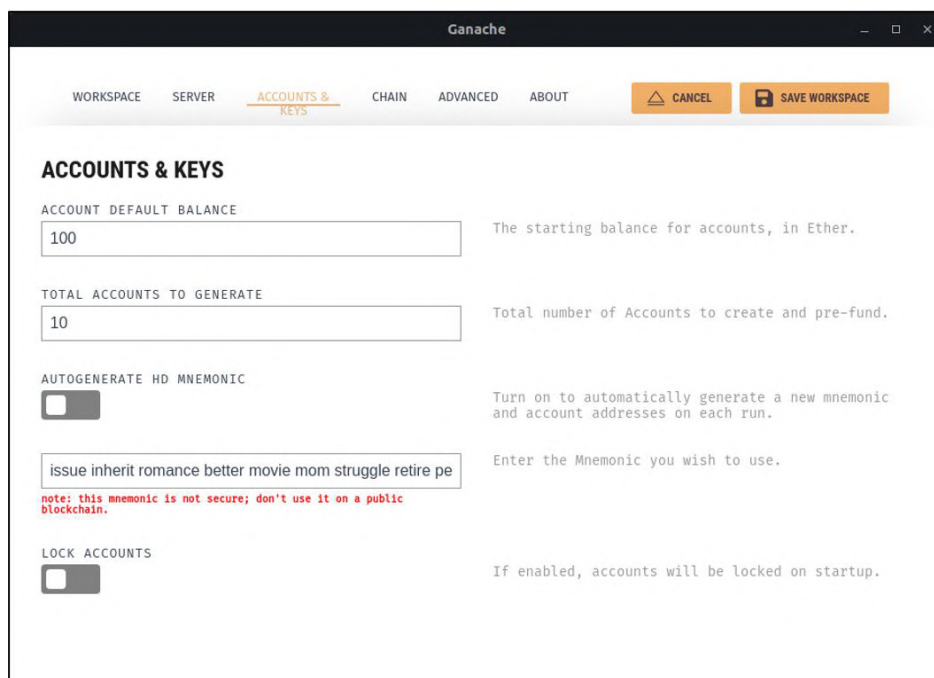 Ganache
WORKSPACE
SERVER
ACCOUNTS &
KEYS
CHAIN
ADVANCED
ABOUT
CANCEL
SAVE WORKSPACE
ACCOUNTS & KEYS
ACCOUNT DEFAULT BALANCE
100
The starting balance for accounts, in Ether.
TOTAL ACCOUNTS TO GENERATE
10
Total number of Accounts to create and pre-fund.
AUTOGENERATE HD MNEMONIC
Turn on to automatically generate a new mnemonic
and account addresses on each run.
issue inherit romance better movie mom struggle retire pe
Enter the Mnemonic you wish to use.
note: this mnemonic is not secure; don't use it on a public
blockchain.
LOCK ACCOUNTS
If enabled, accounts will be locked on startup.